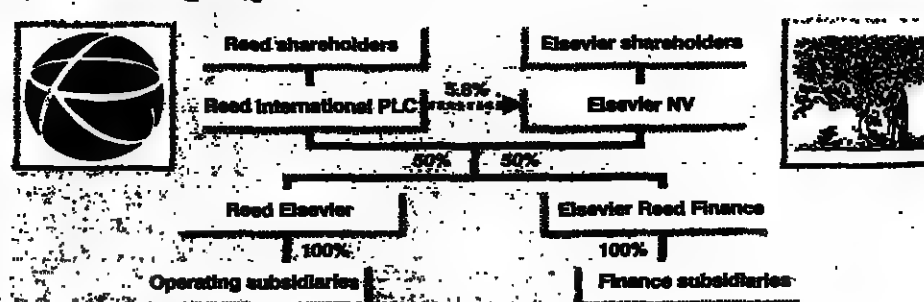 Reed shareholders Elsevier shareholders
5.8%
Reed International PLC Elsevier NV
50% 50%
Reed Elsevier Elsevier Reed Finance
100% 100%
Operating subsidiaries Finance subsidiaries